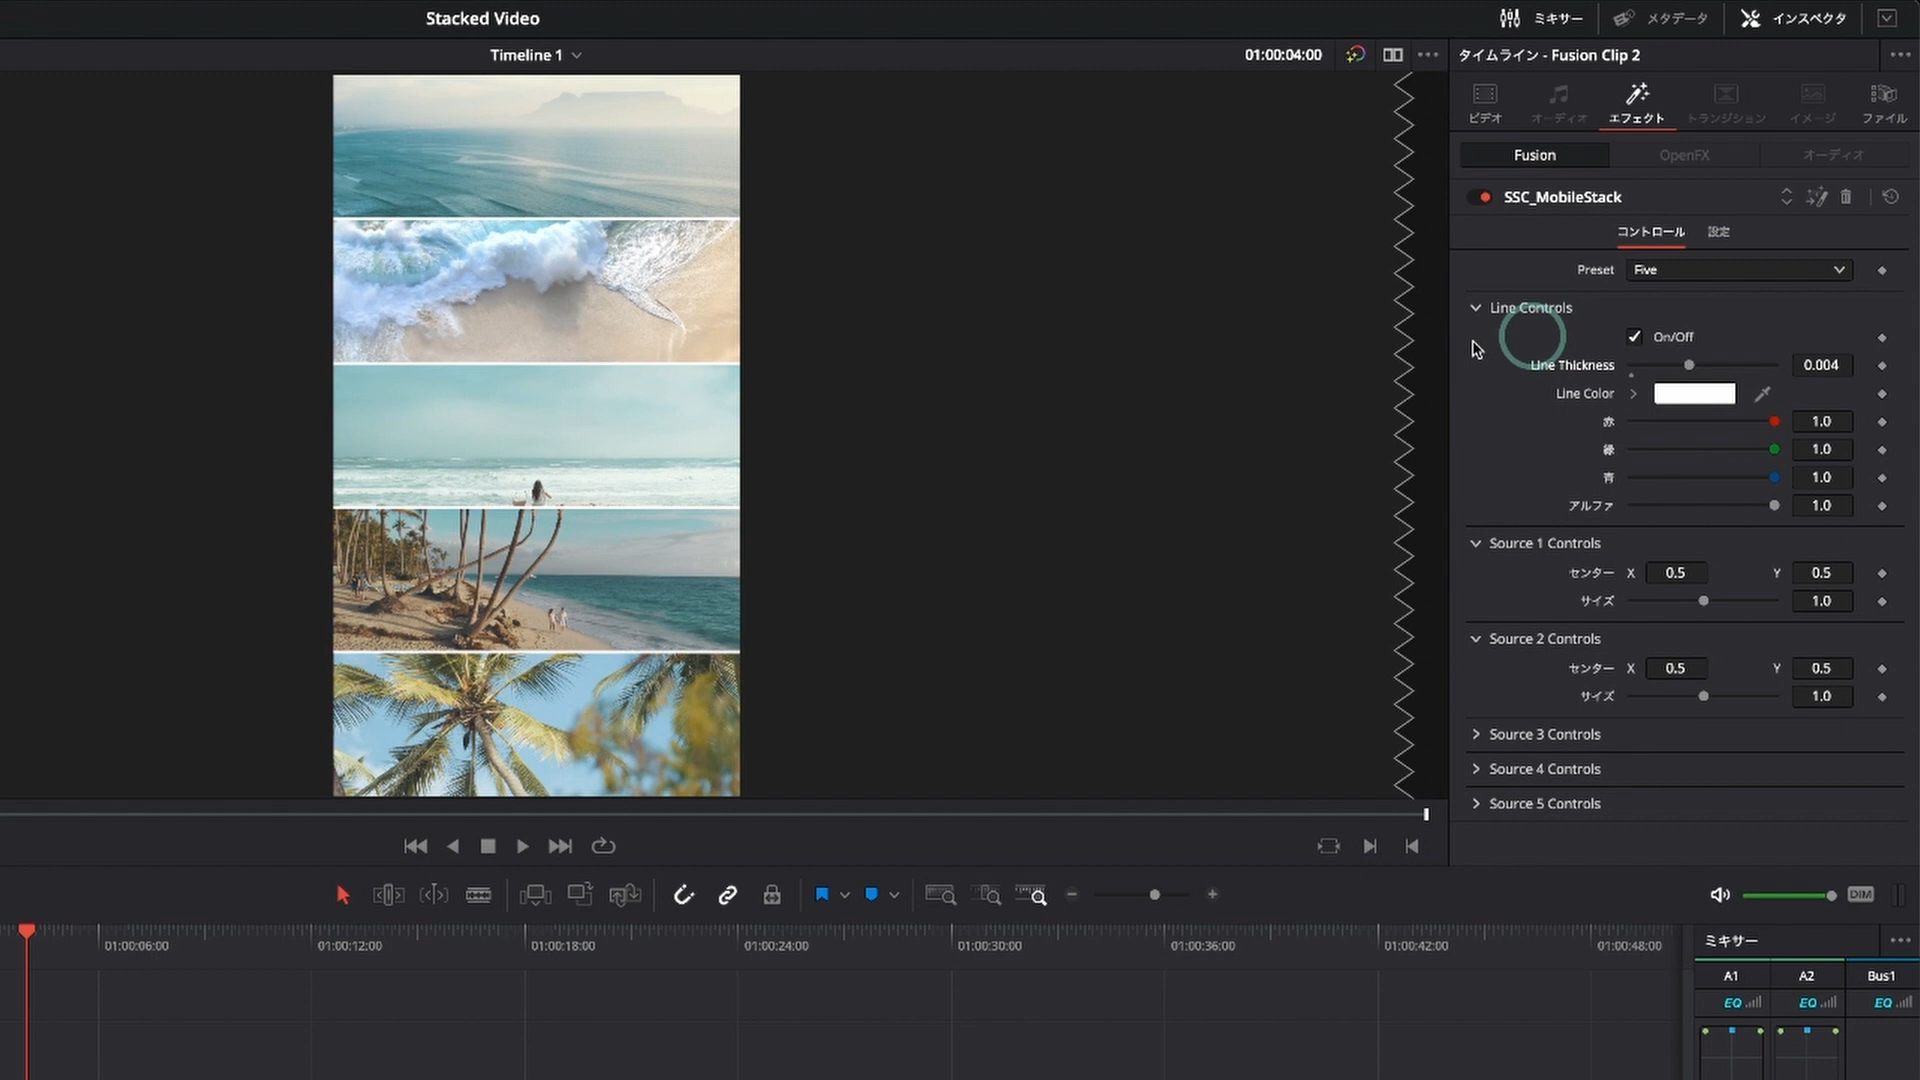 Stacked Video
ミキサー
メタデータ
インスペクタ
Timeline 1
01:00:04:00
タイムライン - Fusion Clip 2
ビデオ
オーディオ
エフェクト
トランジション
イメージ
ファイル
Fusion
OpenFX
オーディオ
SSC_MobileStack
コントロール
設定
Preset
Five
Line Controls
On/Off
Line Thickness
0.004
Line Color
赤
1.0
緑
1.0
青
1.0
アルファ
1.0
Source 1 Controls
センター X 0.5 Y 0.5
サイズ 1.0
Source 2 Controls
センター X 0.5 Y 0.5
サイズ 1.0
Source 3 Controls
Source 4 Controls
Source 5 Controls
DIM
01:00:06:00
01:00:12:00
01:00:18:00
01:00:24:00
01:00:30:00
01:00:36:00
01:00:42:00
01:00:48:00
ミキサー
A1
A2
Bus1
EQ
EQ
EQ